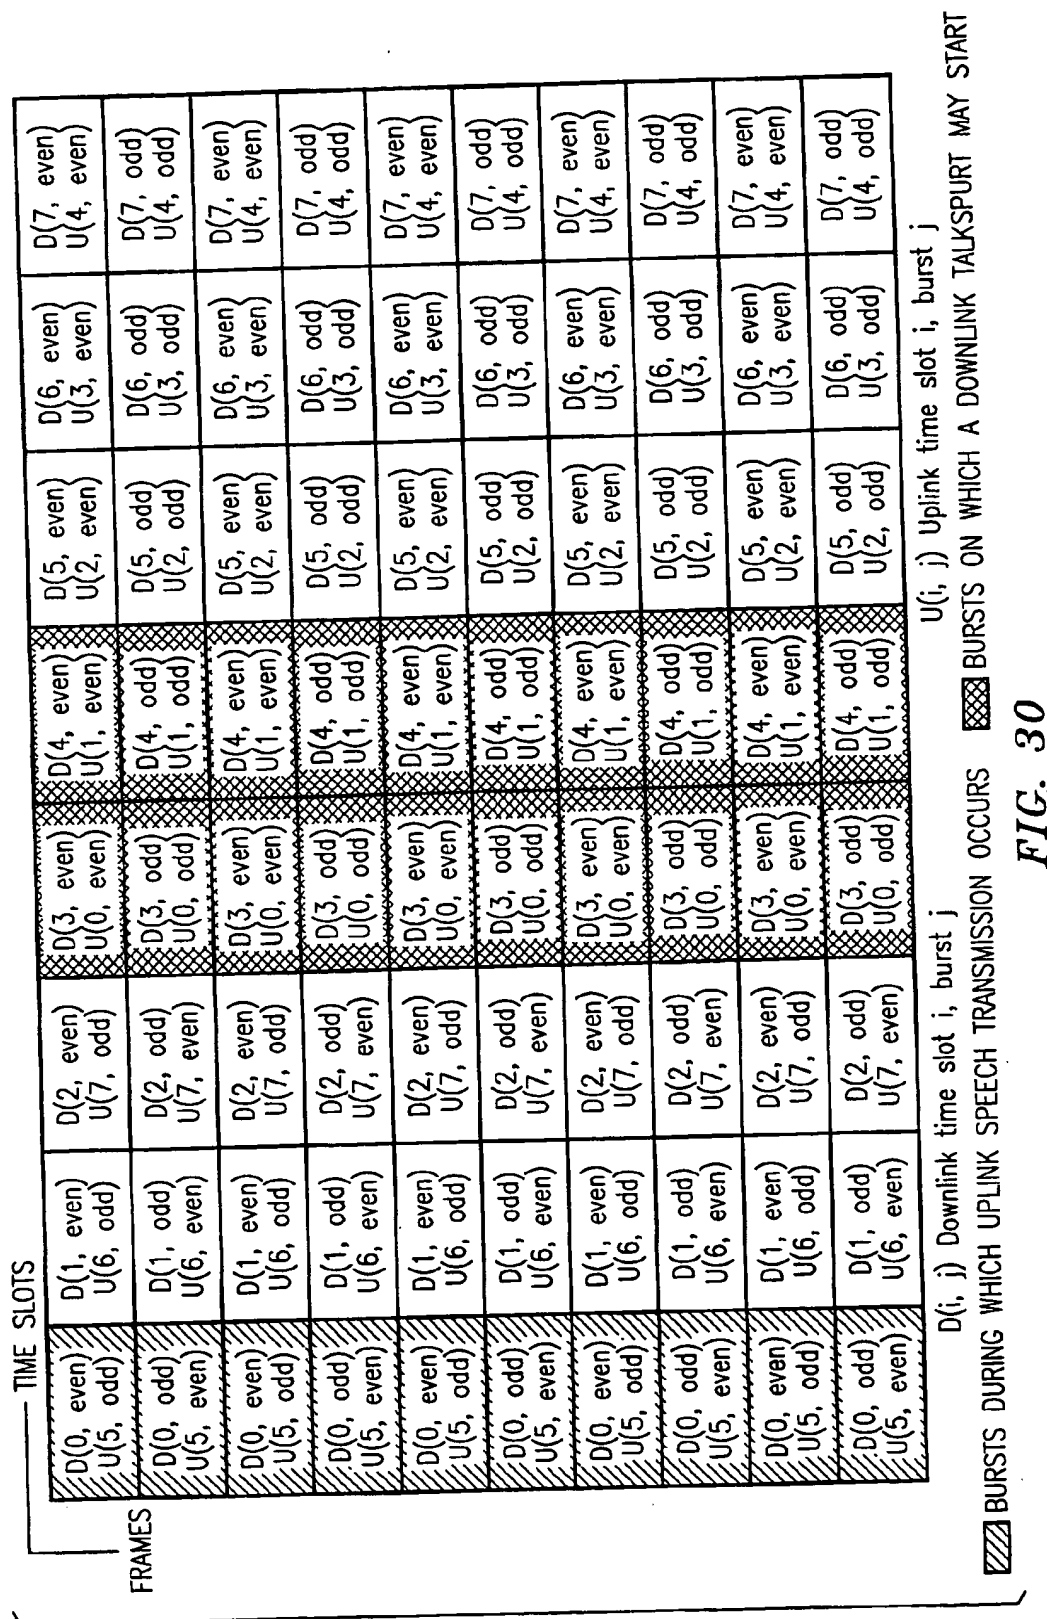 TIME SLOTS
FRAMES
D(0, even) D(1, even) D(2, even) D(3, even) D(4, even) D(5, even) D(6, even) D(7, even)
U(5, odd) U(6, odd) U(7, odd) U(0, even) U(1, even) U(2, even) U(3, even) U(4, even)
D(0, odd) D(1, odd) D(2, odd) D(3, odd) D(4, odd) D(5, odd) D(6, odd) D(7, odd)
U(5, even) U(6, even) U(7, even) U(0, odd) U(1, odd) U(2, odd) U(3, odd) U(4, odd)
D(0, even) D(1, even) D(2, even) D(3, even) D(4, even) D(5, even) D(6, even) D(7, even)
U(5, odd) U(6, odd) U(7, odd) U(0, even) U(1, even) U(2, even) U(3, even) U(4, even)
D(0, odd) D(1, odd) D(2, odd) D(3, odd) D(4, odd) D(5, odd) D(6, odd) D(7, odd)
U(5, even) U(6, even) U(7, even) U(0, odd) U(1, odd) U(2, odd) U(3, odd) U(4, odd)
D(0, even) D(1, even) D(2, even) D(3, even) D(4, even) D(5, even) D(6, even) D(7, even)
U(5, odd) U(6, odd) U(7, odd) U(0, even) U(1, even) U(2, even) U(3, even) U(4, even)
D(0, odd) D(1, odd) D(2, odd) D(3, odd) D(4, odd) D(5, odd) D(6, odd) D(7, odd)
U(5, even) U(6, even) U(7, even) U(0, odd) U(1, odd) U(2, odd) U(3, odd) U(4, odd)
D(0, even) D(1, even) D(2, even) D(3, even) D(4, even) D(5, even) D(6, even) D(7, even)
U(5, odd) U(6, odd) U(7, odd) U(0, even) U(1, even) U(2, even) U(3, even) U(4, even)
D(0, odd) D(1, odd) D(2, odd) D(3, odd) D(4, odd) D(5, odd) D(6, odd) D(7, odd)
U(5, even) U(6, even) U(7, even) U(0, odd) U(1, odd) U(2, odd) U(3, odd) U(4, odd)
D(0, even) D(1, even) D(2, even) D(3, even) D(4, even) D(5, even) D(6, even) D(7, even)
U(5, odd) U(6, odd) U(7, odd) U(0, even) U(1, even) U(2, even) U(3, even) U(4, even)
D(0, odd) D(1, odd) D(2, odd) D(3, odd) D(4, odd) D(5, odd) D(6, odd) D(7, odd)
U(5, even) U(6, even) U(7, even) U(0, odd) U(1, odd) U(2, odd) U(3, odd) U(4, odd)
D(i, j) Downlink time slot i, burst j U(i, j) Uplink time slot i, burst j
BURSTS DURING WHICH UPLINK SPEECH TRANSMISSION OCCURS BURSTS ON WHICH A DOWNLINK TALKSPURT MAY START
FIG. 30